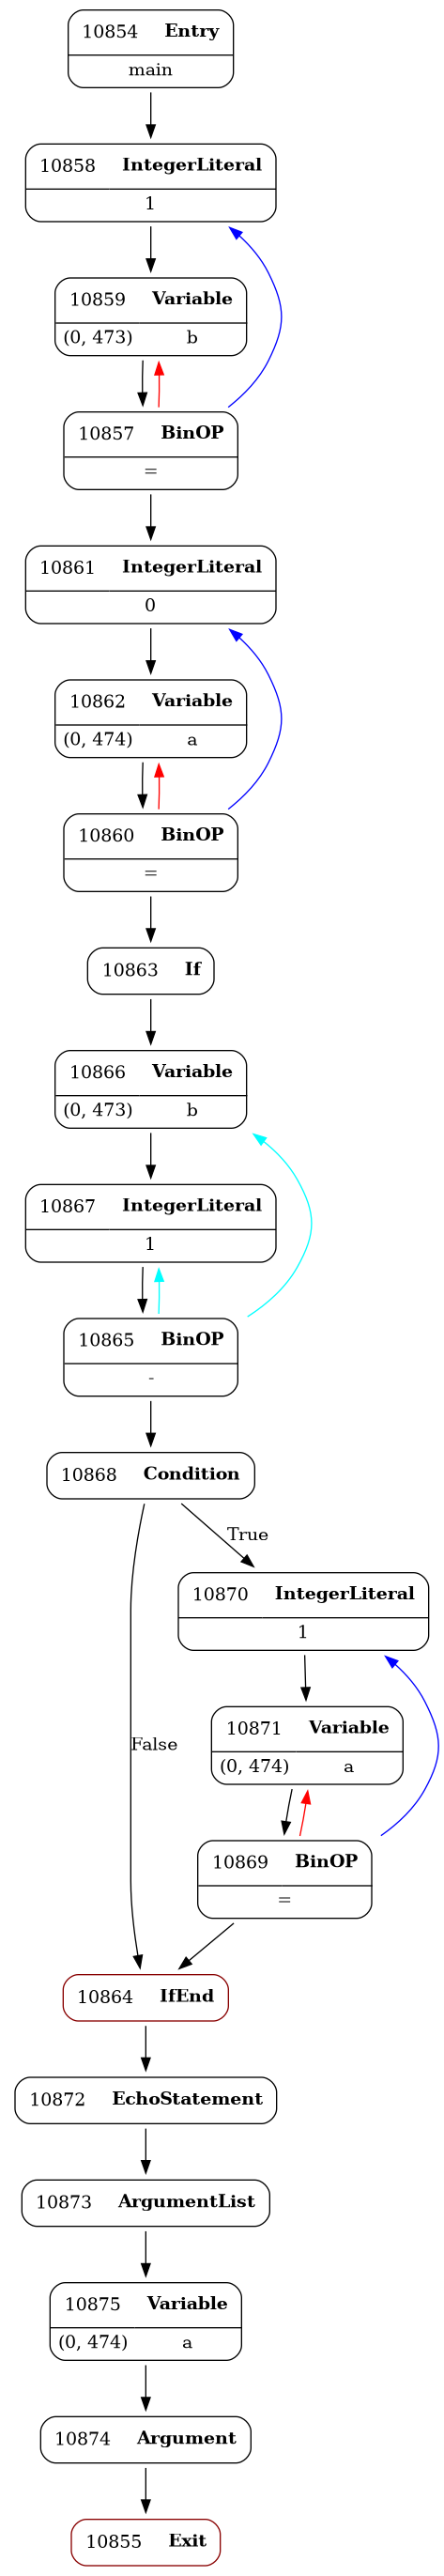 10854 Entry
main
10858 IntegerLiteral
1
10859 Variable
(0, 473) b
10857 BinOP
=
10861 IntegerLiteral
0
10862 Variable
(0, 474) a
10860 BinOP
=
10863 If
10866 Variable
(0, 473) b
10867 IntegerLiteral
1
10865 BinOP
-
10868 Condition
True
10870 IntegerLiteral
1
10871 Variable
False
(0, 474) a
10869 BinOP
=
10864 IfEnd
10872 EchoStatement
10873 ArgumentList
10875 Variable
(0, 474) a
10874 Argument
10855 Exit